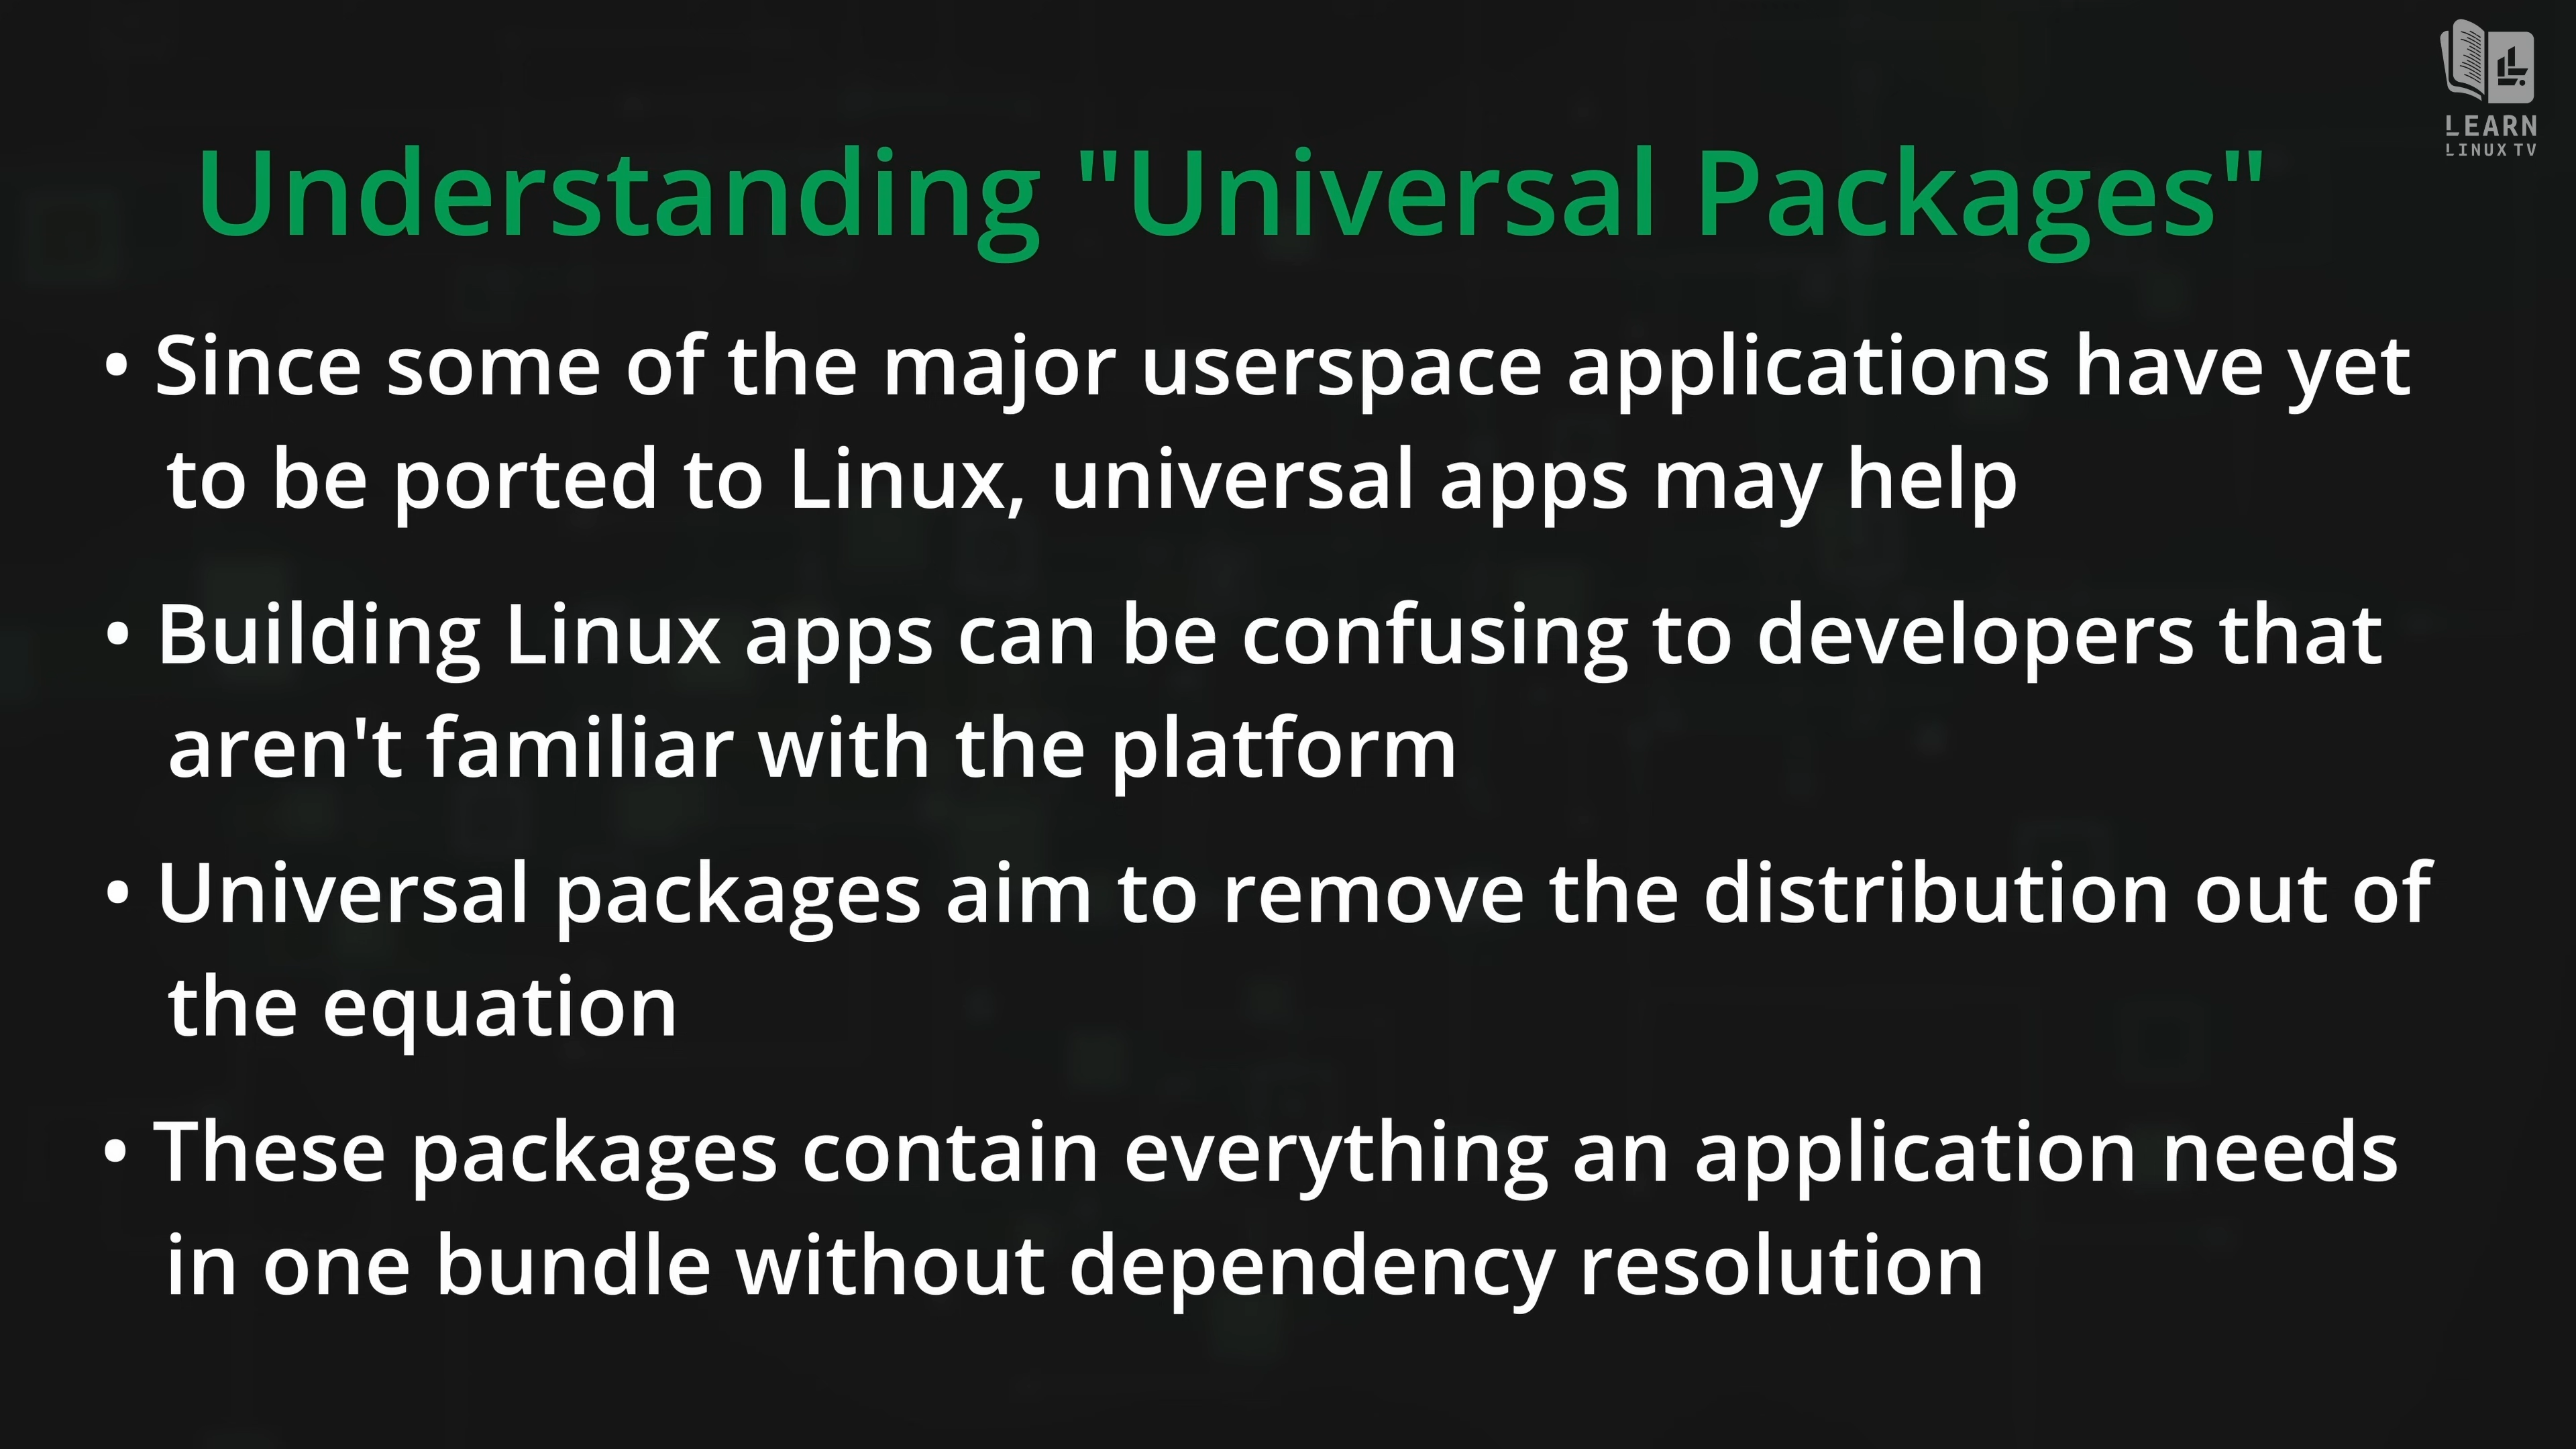 LEARN
LINUX TV
Understanding "Universal Packages"
• Since some of the major userspace applications have yet
to be ported to Linux, universal apps may help
• Building Linux apps can be confusing to developers that
aren't familiar with the platform
• Universal packages aim to remove the distribution out of
the equation
• These packages contain everything an application needs
in one bundle without dependency resolution